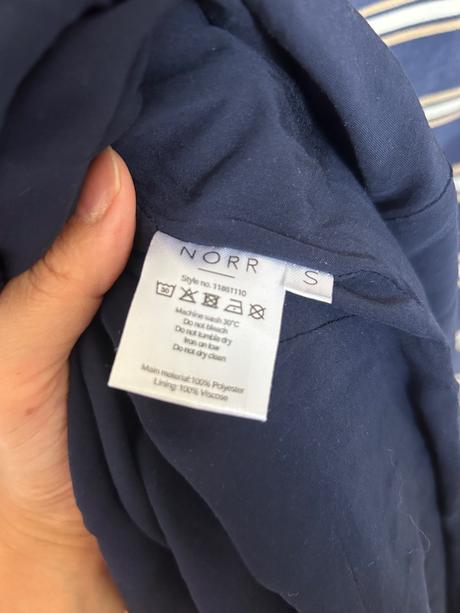 NORR
S
Style no. 11861110
30
Machine wash 30°C
Do not bleach
Do not tumble dry
Iron on low
Do not dry clean
Main material:100% Polyester
Lining:100% Viscose